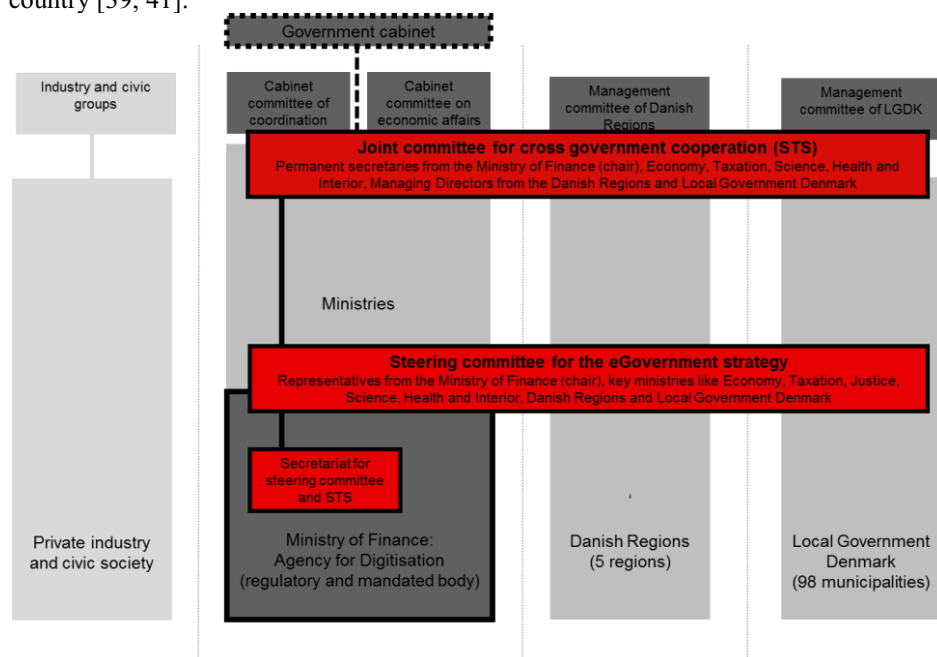 country [39, 41].
Government cabinet
Industry and civic
groups
Cabinet
committee of
coordination
Cabinet
committee on
economic affairs
Management
committee of Danish
Regions
Management
committee of LGDK
Joint committee for cross government cooperation (STS)
Permanent secretaries from the Ministry of Finance (chair), Economy, Taxation, Science, Health and
Interior, Managing Directors from the Danish Regions and Local Government Denmark
Ministries
Steering committee for the eGovernment strategy
Representatives from the Ministry of Finance (chair), key ministries like Economy, Taxation, Justice,
Science, Health and Interior, Danish Regions and Local Government Denmark
Secretariat for
steering committee
and STS
Private industry
and civic society
Ministry of Finance:
Agency for Digitisation
(regulatory and mandated body)
Danish Regions
(5 regions)
Local Government
Denmark
(98 municipalities)